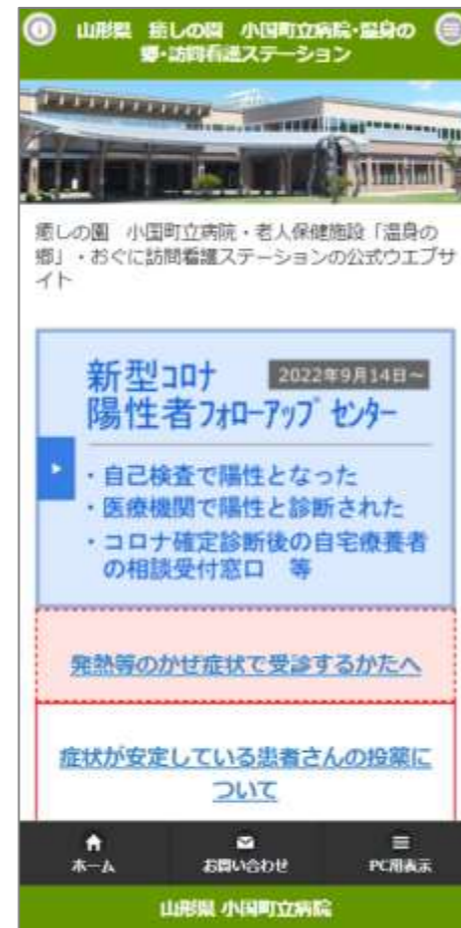 山形県 癒しの園 小国町立病院・温身の
郷・訪問看護ステーション
癒しの園 小国町立病院・老人保健施設「温身の
郷」・おぐに訪問看護ステーションの公式ウエブサ
イト
新型コロナ 2022年9月14日～
陽性者フォローアップ センター
・自己検査で陽性となった
・医療機関で陽性と診断された
・コロナ確定診断後の自宅療養者
の相談受付窓口 等
発熱等のかぜ症状で受診するかたへ
症状が安定している患者さんの投薬に
ついて
ホーム お問い合わせ PC用表示
山形県 小国町立病院